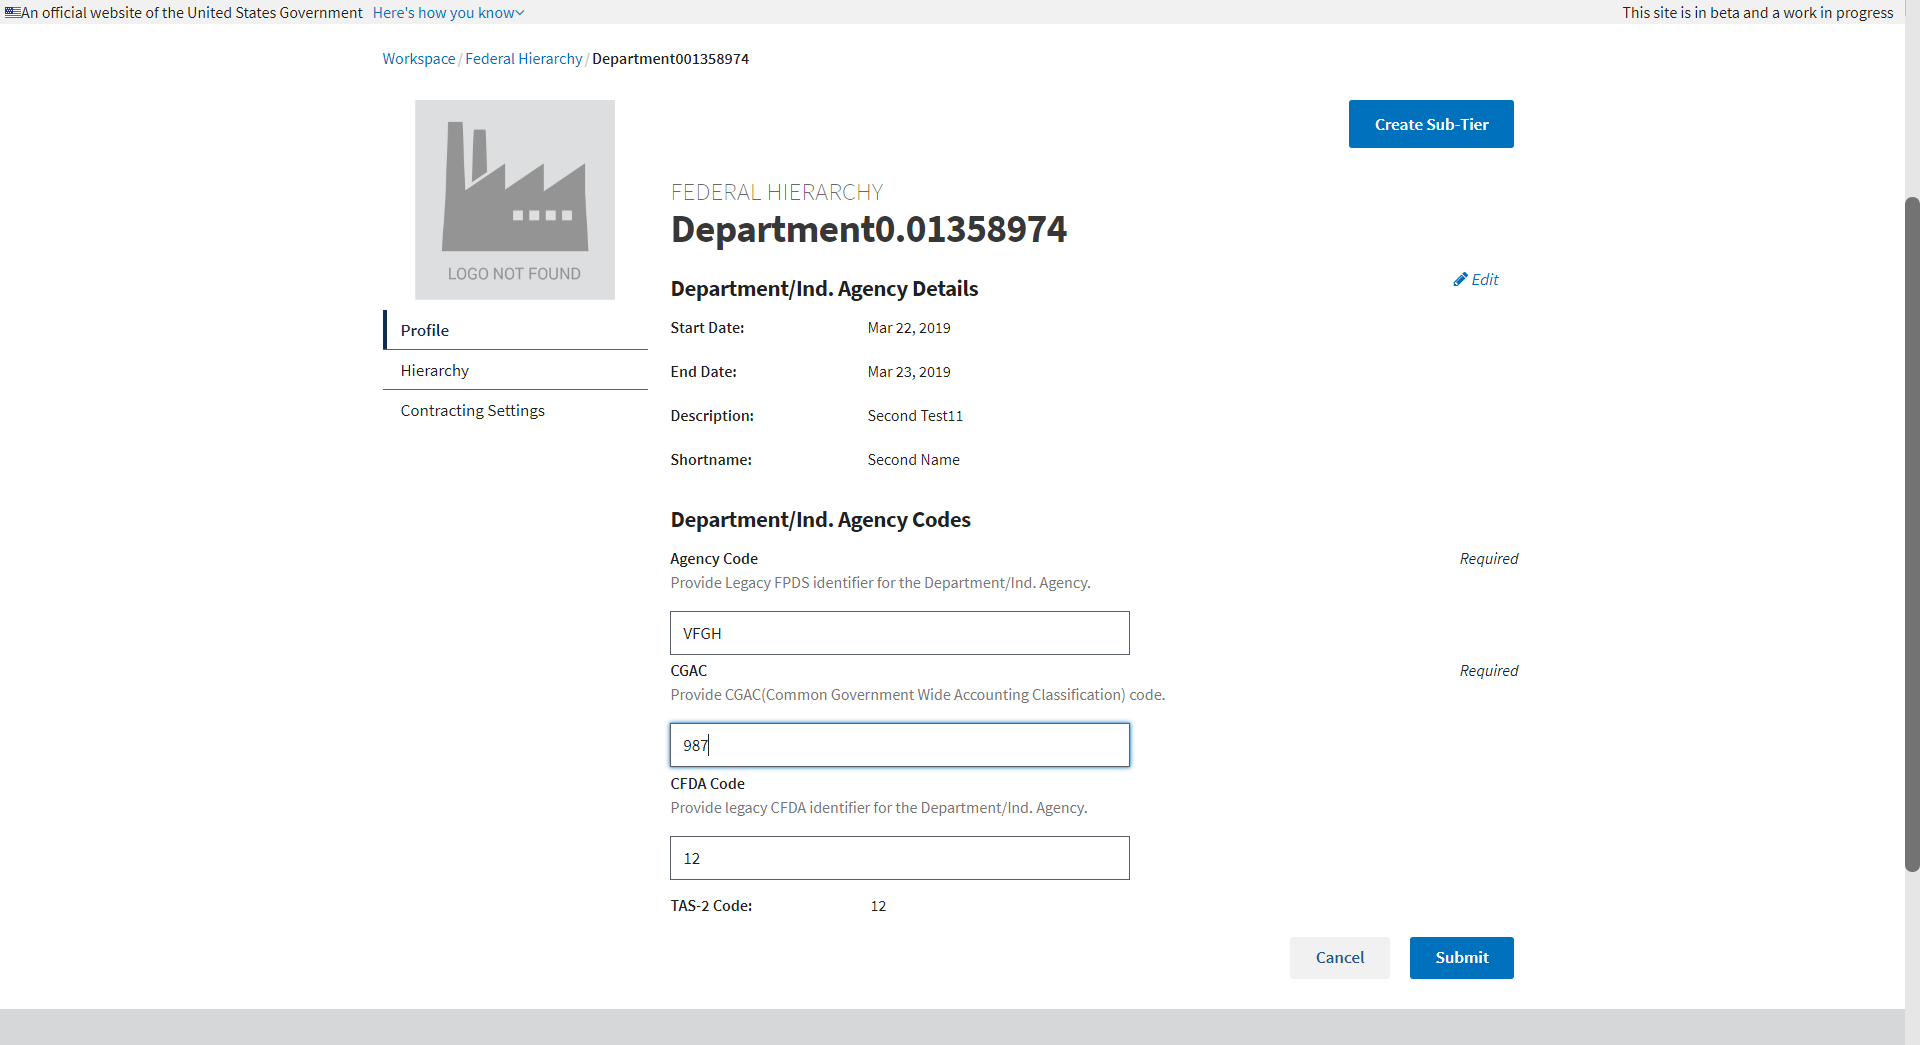 An official website of the United States Government Here's how you know
This site is in beta and a work in progress
Workspace / Federal Hierarchy / Department001358974
LOGO NOT FOUND
Create Sub-Tier
Profile
Hierarchy
Contracting Settings
FEDERAL HIERARCHY
Department0.01358974
Department/Ind. Agency Details
Edit
Start Date: Mar 22, 2019
End Date: Mar 23, 2019
Description: Second Test11
Shortname: Second Name
Department/Ind. Agency Codes
Agency Code Required
Provide Legacy FPDS identifier for the Department/Ind. Agency.
VFGH
CGAC Required
Provide CGAC(Common Government Wide Accounting Classification) code.
987
CFDA Code
Provide legacy CFDA identifier for the Department/Ind. Agency.
12
TAS-2 Code: 12
Cancel Submit